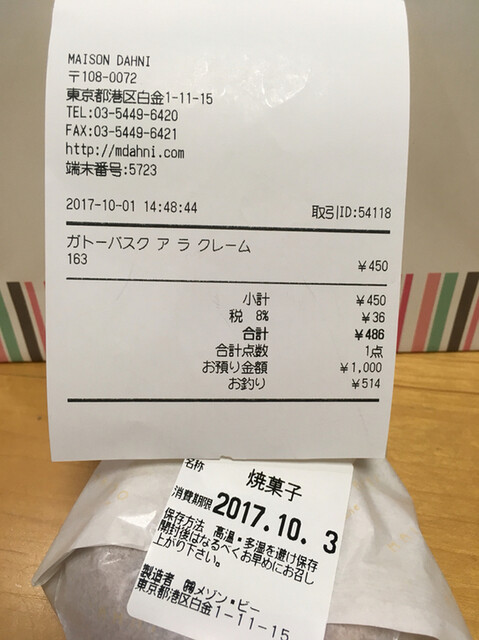 MAISON DAHNI
〒108-0072
東京都港区白金1-11-15
TEL:03-5449-6420
FAX:03-5449-6421
http://mdahni.com
端末番号:5723
2017-10-01 14:48:44 取引ID:54118
ガトーバスク ア ラ クレーム
163 ¥450
小計 ¥450
税 8% ¥36
合計 ¥486
合計点数 1点
お預り金額 ¥1,000
お釣り ¥514
名称 焼菓子
消費期限 2017.10. 3
保存方法 高温・多湿を避け保存
開封後はなるべくお早めにお召し
上がり下さい。
製造者 ㈱メゾン・ビー
東京都港区白金1-11-15